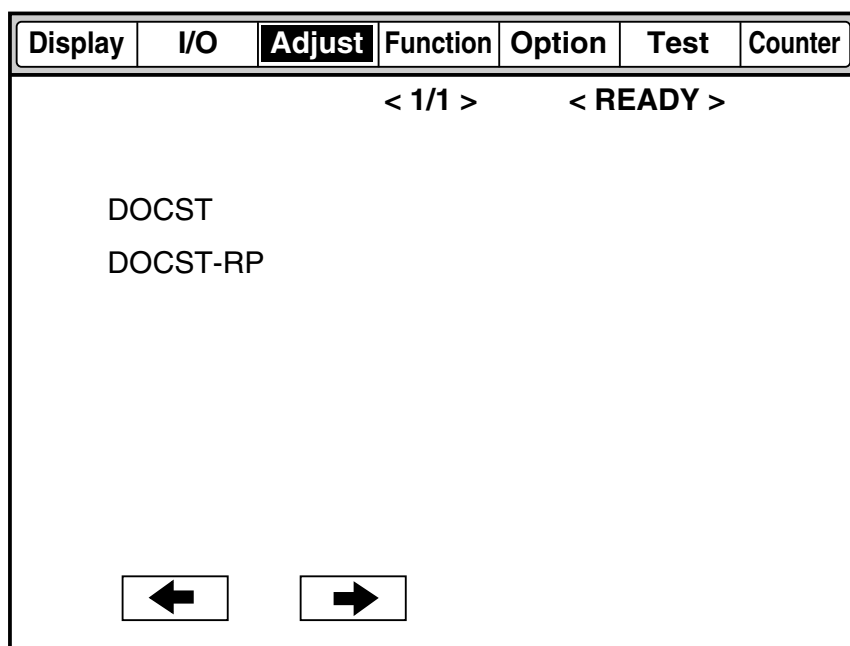 Display I/O Adjust Function Option Test Counter
< 1/1 > < READY >
DOCST
DOCST-RP